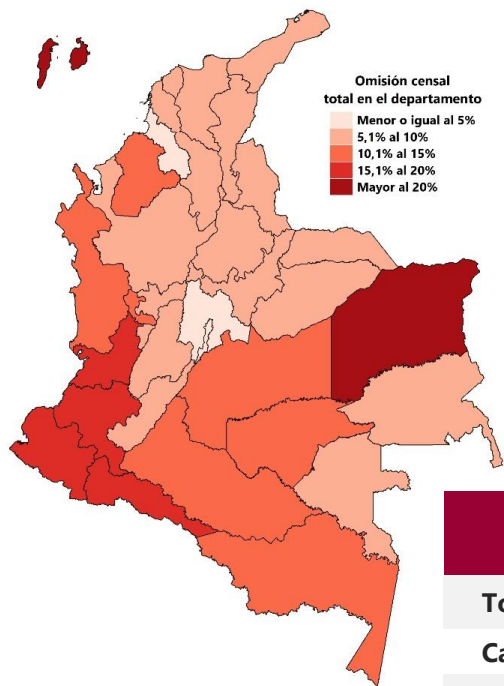 Omisión censal
total en el departamento
Menor o igual al 5%
5,1% al 10%
10,1% al 15%
15,1% al 20%
Mayor al 20%